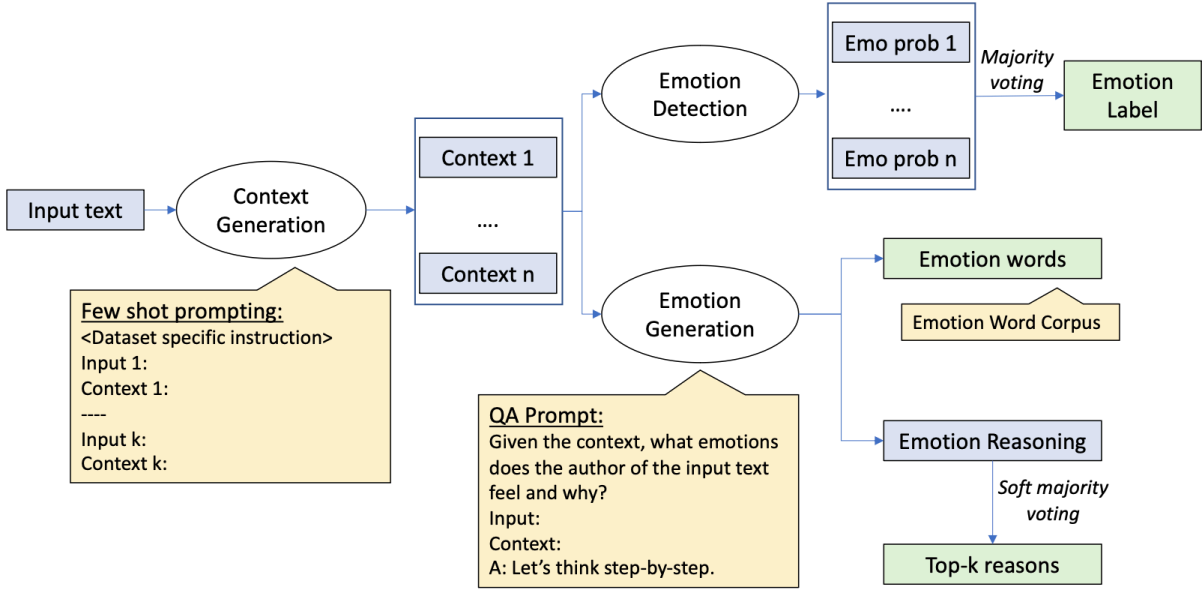 Input text
Context
Generation
Few shot prompting:
<Dataset specific instruction>
Input 1:
Context 1:
----
Input k:
Context k:
Context 1
....
Context n
Emotion
Detection
Emo prob 1
....
Emo prob n
Majority
voting
Emotion
Label
Emotion
Generation
QA Prompt:
Given the context, what emotions
does the author of the input text
feel and why?
Input:
Context:
A: Let's think step-by-step.
Emotion words
Emotion Word Corpus
Emotion Reasoning
Soft majority
voting
Top-k reasons